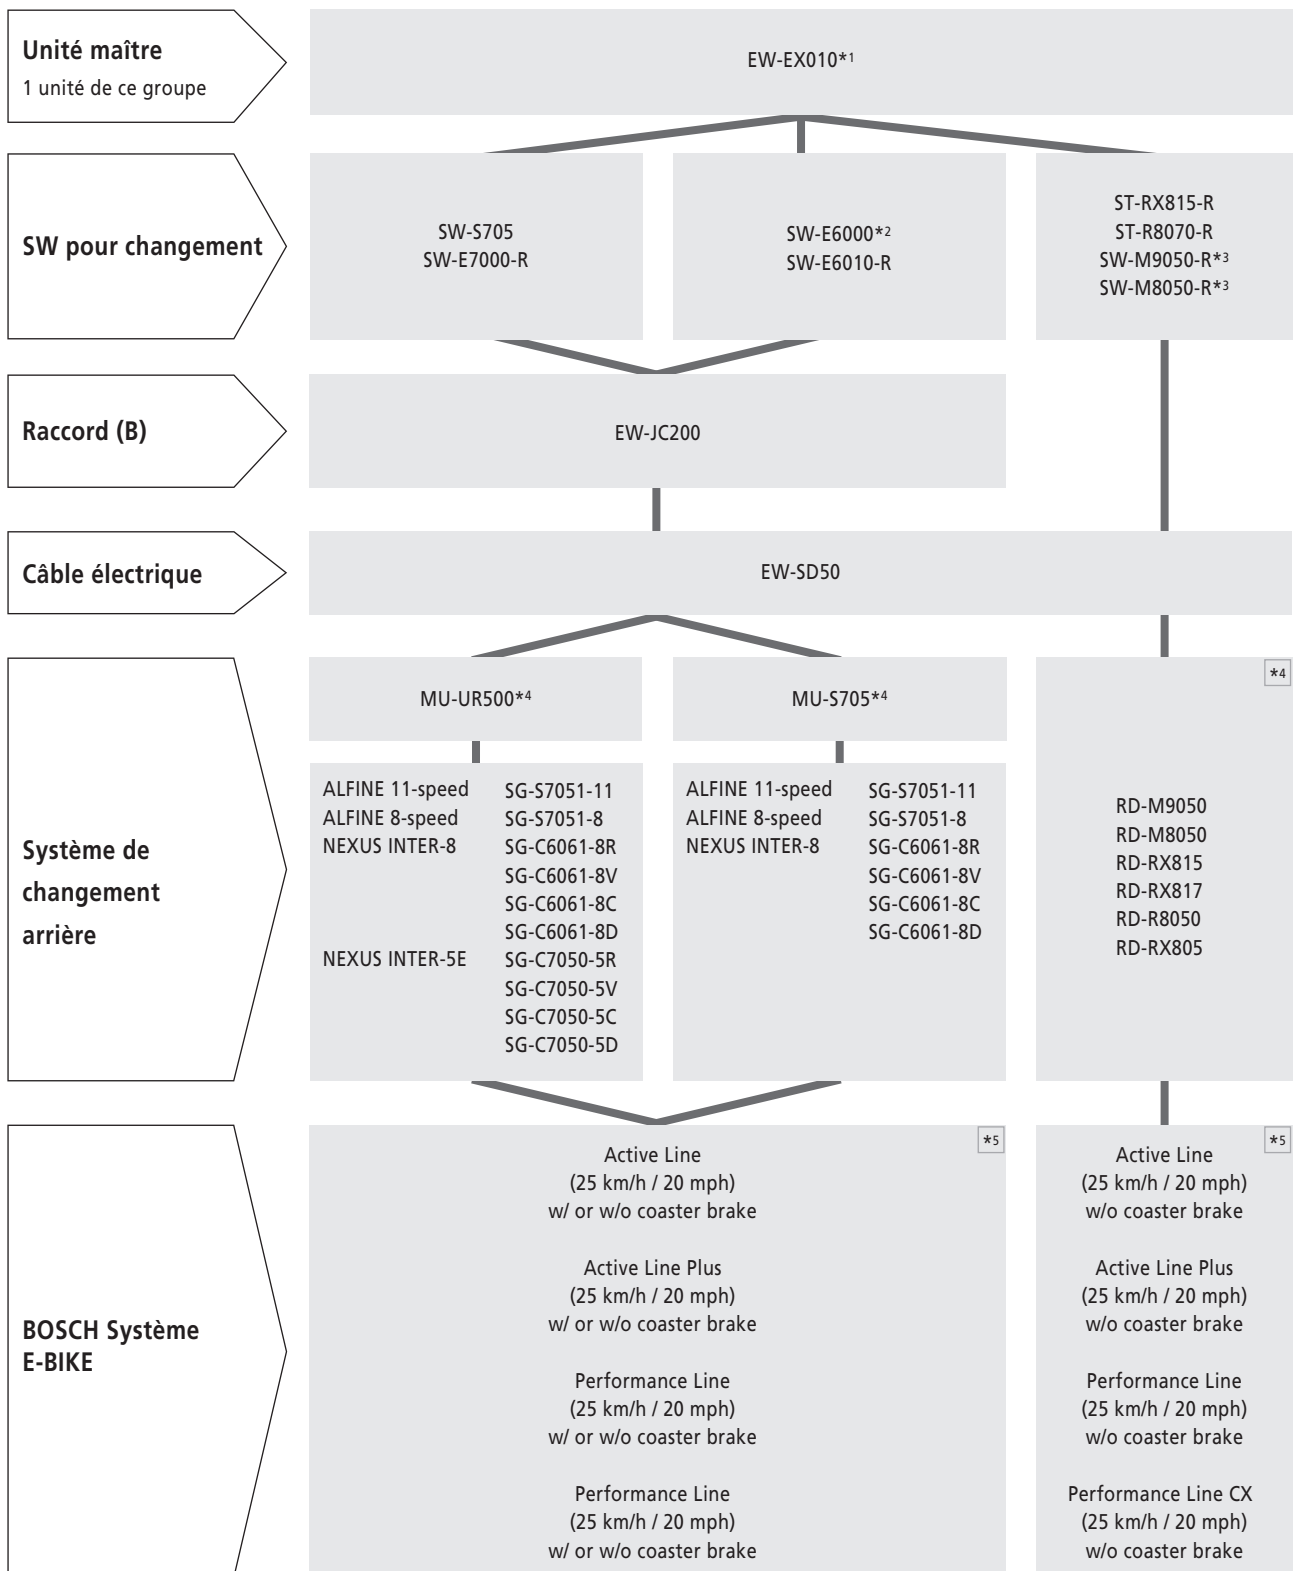 Unité maître
1 unité de ce groupe
EW-EX010*1
SW pour changement
SW-S705
SW-E7000-R
SW-E6000*2
SW-E6010-R
ST-RX815-R
ST-R8070-R
SW-M9050-R*3
SW-M8050-R*3
Raccord (B)
EW-JC200
Câble électrique
EW-SD50
Système de
changement
arrière
MU-UR500*4
ALFINE 11-speed SG-S7051-11
ALFINE 8-speed SG-S7051-8
NEXUS INTER-8 SG-C6061-8R
SG-C6061-8V
SG-C6061-8C
SG-C6061-8D
NEXUS INTER-5E SG-C7050-5R
SG-C7050-5V
SG-C7050-5C
SG-C7050-5D
MU-S705*4
ALFINE 11-speed SG-S7051-11
ALFINE 8-speed SG-S7051-8
NEXUS INTER-8 SG-C6061-8R
SG-C6061-8V
SG-C6061-8C
SG-C6061-8D
*4
RD-M9050
RD-M8050
RD-RX815
RD-RX817
RD-R8050
RD-RX805
BOSCH Système
E-BIKE
*5
Active Line
(25 km/h / 20 mph)
w/ or w/o coaster brake
Active Line Plus
(25 km/h / 20 mph)
w/ or w/o coaster brake
Performance Line
(25 km/h / 20 mph)
w/ or w/o coaster brake
Performance Line
(25 km/h / 20 mph)
w/ or w/o coaster brake
*5
Active Line
(25 km/h / 20 mph)
w/o coaster brake
Active Line Plus
(25 km/h / 20 mph)
w/o coaster brake
Performance Line
(25 km/h / 20 mph)
w/o coaster brake
Performance Line CX
(25 km/h / 20 mph)
w/o coaster brake